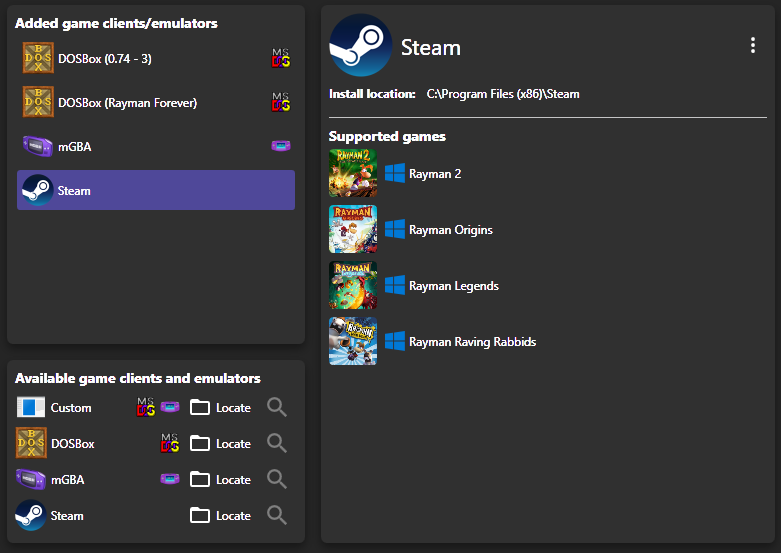 Added game clients/emulators
DOSBox (0.74 - 3)
DOSBox (Rayman Forever)
mGBA
Steam
Available game clients and emulators
Custom Locate
DOSBox Locate
mGBA Locate
Steam Locate
Steam
Install location: C:\Program Files (x86)\Steam
Supported games
Rayman 2
Rayman Origins
Rayman Legends
Rayman Raving Rabbids